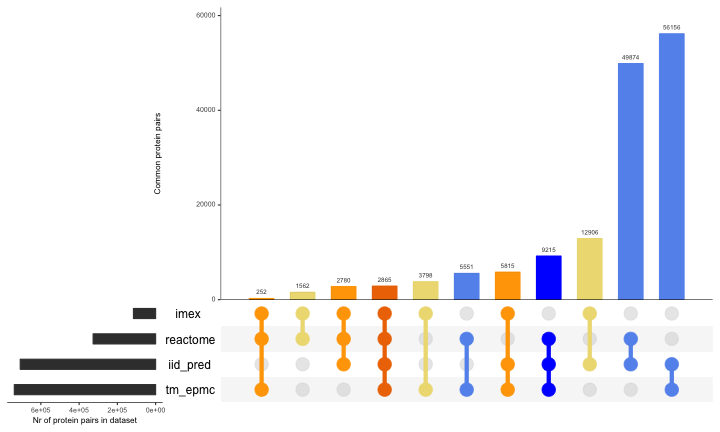 60000
40000
20000
0
Common protein pairs
252
1562
2780
2865
3798
5551
5815
9215
12906
49874
56156
imex
reactome
iid_pred
tm_epmc
6e+05 4e+05 2e+05 0e+00
Nr of protein pairs in dataset